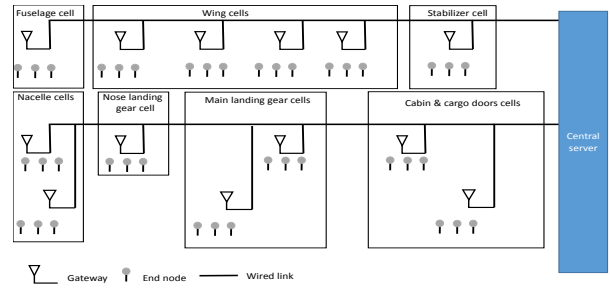 Fuselage cell
Wing cells
Stabilizer cell
Nacelle cells
Nose landing
gear cell
Main landing gear cells
Cabin & cargo doors cells
Central
server
Gateway
End node
Wired link